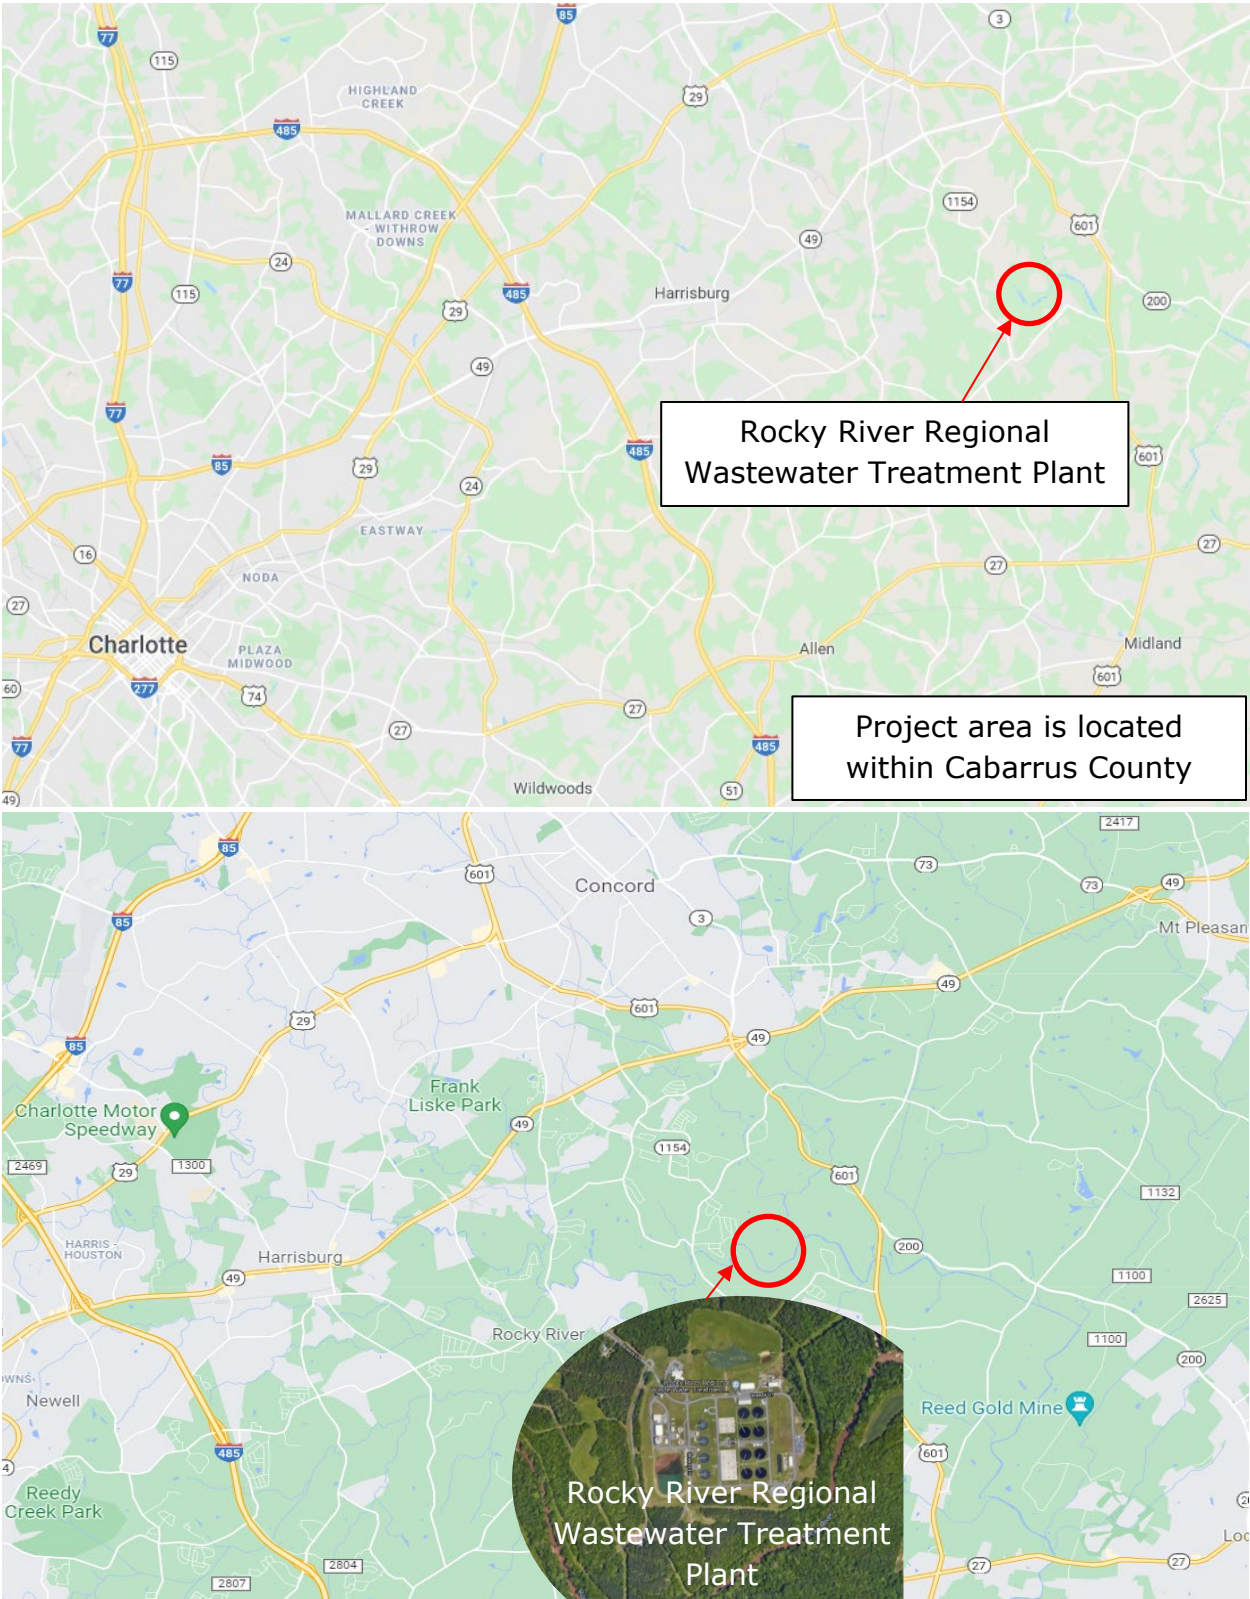 85
3
77
115
29
HIGHLAND
CREEK
485
1154
MALLARD CREEK
- WITHROW
DOWNS
601
49
24
77
115
485
Harrisburg
200
29
49
77
Rocky River Regional
Wastewater Treatment Plant
485
601
85
29
24
EASTWAY
16
27
27
NODA
27
Charlotte
PLAZA
MIDWOOD
Allen
Midland
601
277
60
74
27
27
Project area is located
within Cabarrus County
77
485
Wildwoods
51
49
2417
85
601
Concord
73
73
49
85
3
Mt Pleasan
49
601
29
49
85
Frank
Liske Park
Charlotte Motor
Speedway
49
1154
2469
29
1300
601
1132
HARRIS -
HOUSTON
Harrisburg
200
49
1100
2625
Rocky River
1100
200
OWNS
Newell
Reed Gold Mine
485
601
4
Reedy
Creek Park
Rocky River Regional
Wastewater Treatment
Plant
20
Loc
2804
27
27
2807